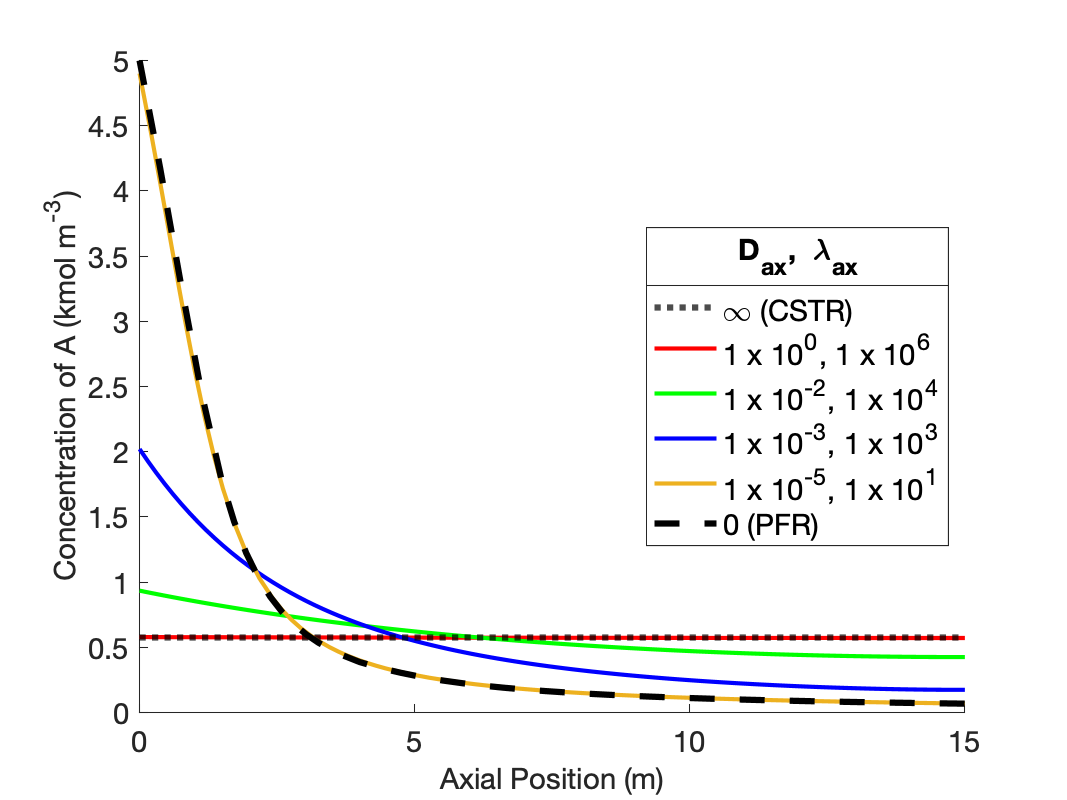 5
4.5
4
3.5
3
2.5
2
1.5
1
0.5
0
Concentration of A (kmol m⁻³)
0 5 10 15
Axial Position (m)
D_ax, λ_ax
∞ (CSTR)
1 x 10⁰, 1 x 10⁶
1 x 10⁻², 1 x 10⁴
1 x 10⁻³, 1 x 10³
1 x 10⁻⁵, 1 x 10¹
0 (PFR)